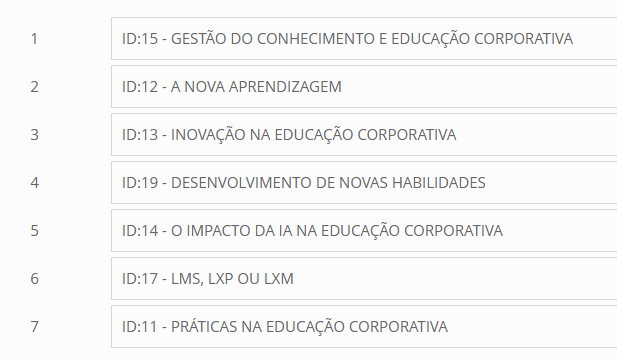 1 ID:15 - GESTÃO DO CONHECIMENTO E EDUCAÇÃO CORPORATIVA
2 ID:12 - A NOVA APRENDIZAGEM
3 ID:13 - INOVAÇÃO NA EDUCAÇÃO CORPORATIVA
4 ID:19 - DESENVOLVIMENTO DE NOVAS HABILIDADES
5 ID:14 - O IMPACTO DA IA NA EDUCAÇÃO CORPORATIVA
6 ID:17 - LMS, LXP OU LXM
7 ID:11 - PRÁTICAS NA EDUCAÇÃO CORPORATIVA